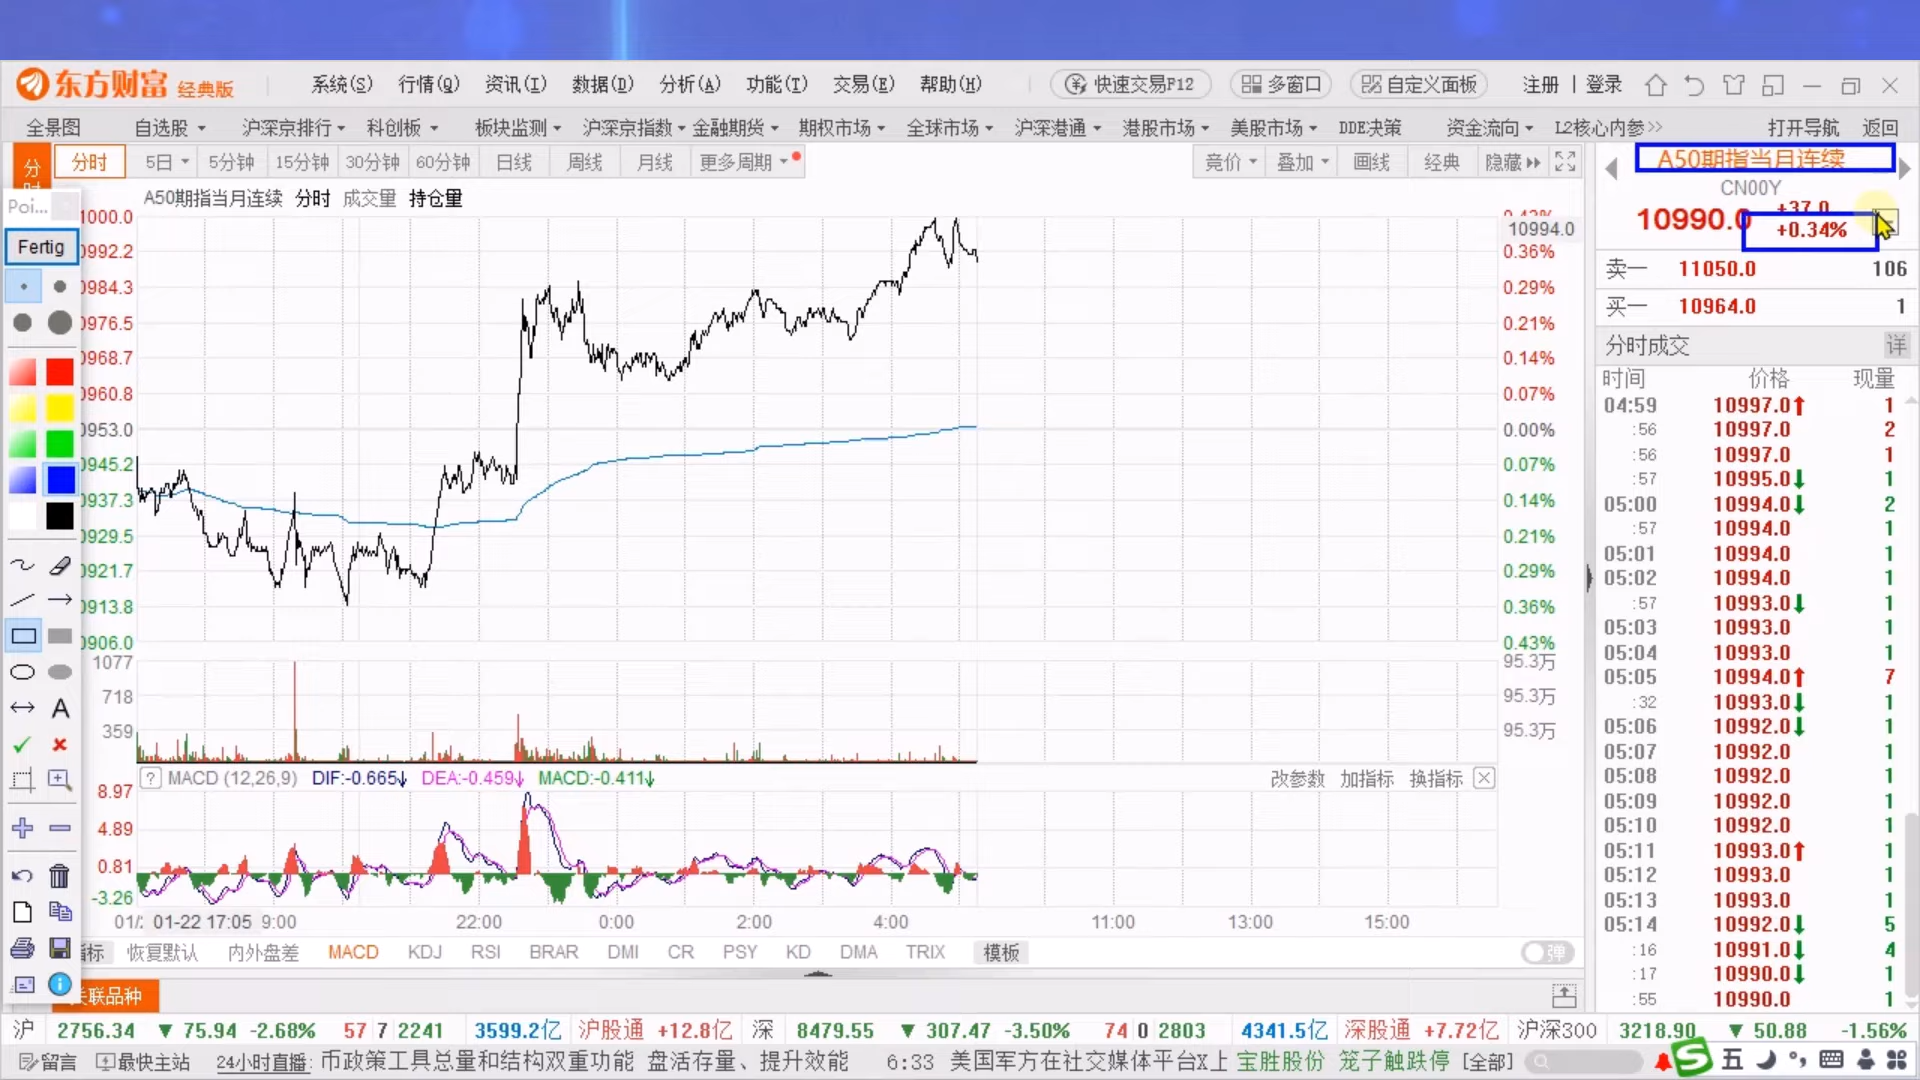 东方财富 经典版 系统(S) 行情(Q) 资讯(I) 数据(D) 分析(A) 功能(T) 交易(E) 帮助(H) 快速交易F12 多窗口 自定义面板 注册 | 登录
全景图 自选股 沪深京排行 科创板 板块监测 沪深京指数 金融期货 期权市场 全球市场 沪深港通 港股市场 美股市场 DDE决策 资金流向 L2核心内参>> 打开导航 返回
分时 分时 5日 5分钟 15分钟 30分钟 60分钟 日线 周线 月线 更多周期 竞价 叠加 画线 经典 隐藏
A50期指当月连续
CN00Y
10990.0 +37.0
+0.34%
卖一 11050.0 106
买一 10964.0 1
分时成交 详
时间 价格 现量
04:59 10997.0↑ 1
:56 10997.0 2
:56 10997.0 1
:57 10995.0↓ 1
05:00 10994.0↓ 2
:57 10994.0 1
05:01 10994.0 1
05:02 10994.0 1
:57 10993.0↓ 1
05:03 10993.0 1
05:04 10993.0 1
05:05 10994.0↑ 7
:32 10993.0↓ 1
05:06 10992.0↓ 1
05:07 10992.0 1
05:08 10992.0 1
05:09 10992.0 1
05:10 10992.0 1
05:11 10993.0↑ 1
05:12 10993.0 1
05:13 10993.0 1
05:14 10992.0↓ 5
:16 10991.0↓ 4
:17 10990.0↓ 1
:55 10990.0 1
Poi...
Fertig
A
A50期指当月连续 分时 成交量 持仓量
1000.0
0992.2
0984.3
0976.5
0968.7
0960.8
0953.0
0945.2
0937.3
0929.5
0921.7
0913.8
0906.0
1077
718
359
10994.0
0.36%
0.29%
0.21%
0.14%
0.07%
0.00%
0.07%
0.14%
0.21%
0.29%
0.36%
0.43%
95.3万
95.3万
95.3万
? MACD (12,26,9) DIF:-0.665↓ DEA:-0.459↓ MACD:-0.411↓ 改参数 加指标 换指标
8.97
4.89
0.81
-3.26
01/ 01-22 17:05 9:00 22:00 0:00 2:00 4:00 11:00 13:00 15:00
标 恢复默认 内外盘差 MACD KDJ RSI BRAR DMI CR PSY KD DMA TRIX 模板 弹
联品种
沪 2756.34 ▼ 75.94 -2.68% 57 7 2241 3599.2亿 沪股通 +12.8亿 深 8479.55 ▼ 307.47 -3.50% 74 0 2803 4341.5亿 深股通 +7.72亿 沪深300 3218.90 ▼ 50.88 -1.56%
留言 最快主站 24小时直播: 币政策工具总量和结构双重功能 盘活存量、提升效能 6:33 美国军方在社交媒体平台X上 宝胜股份 笼子触跌停 [全部] 五